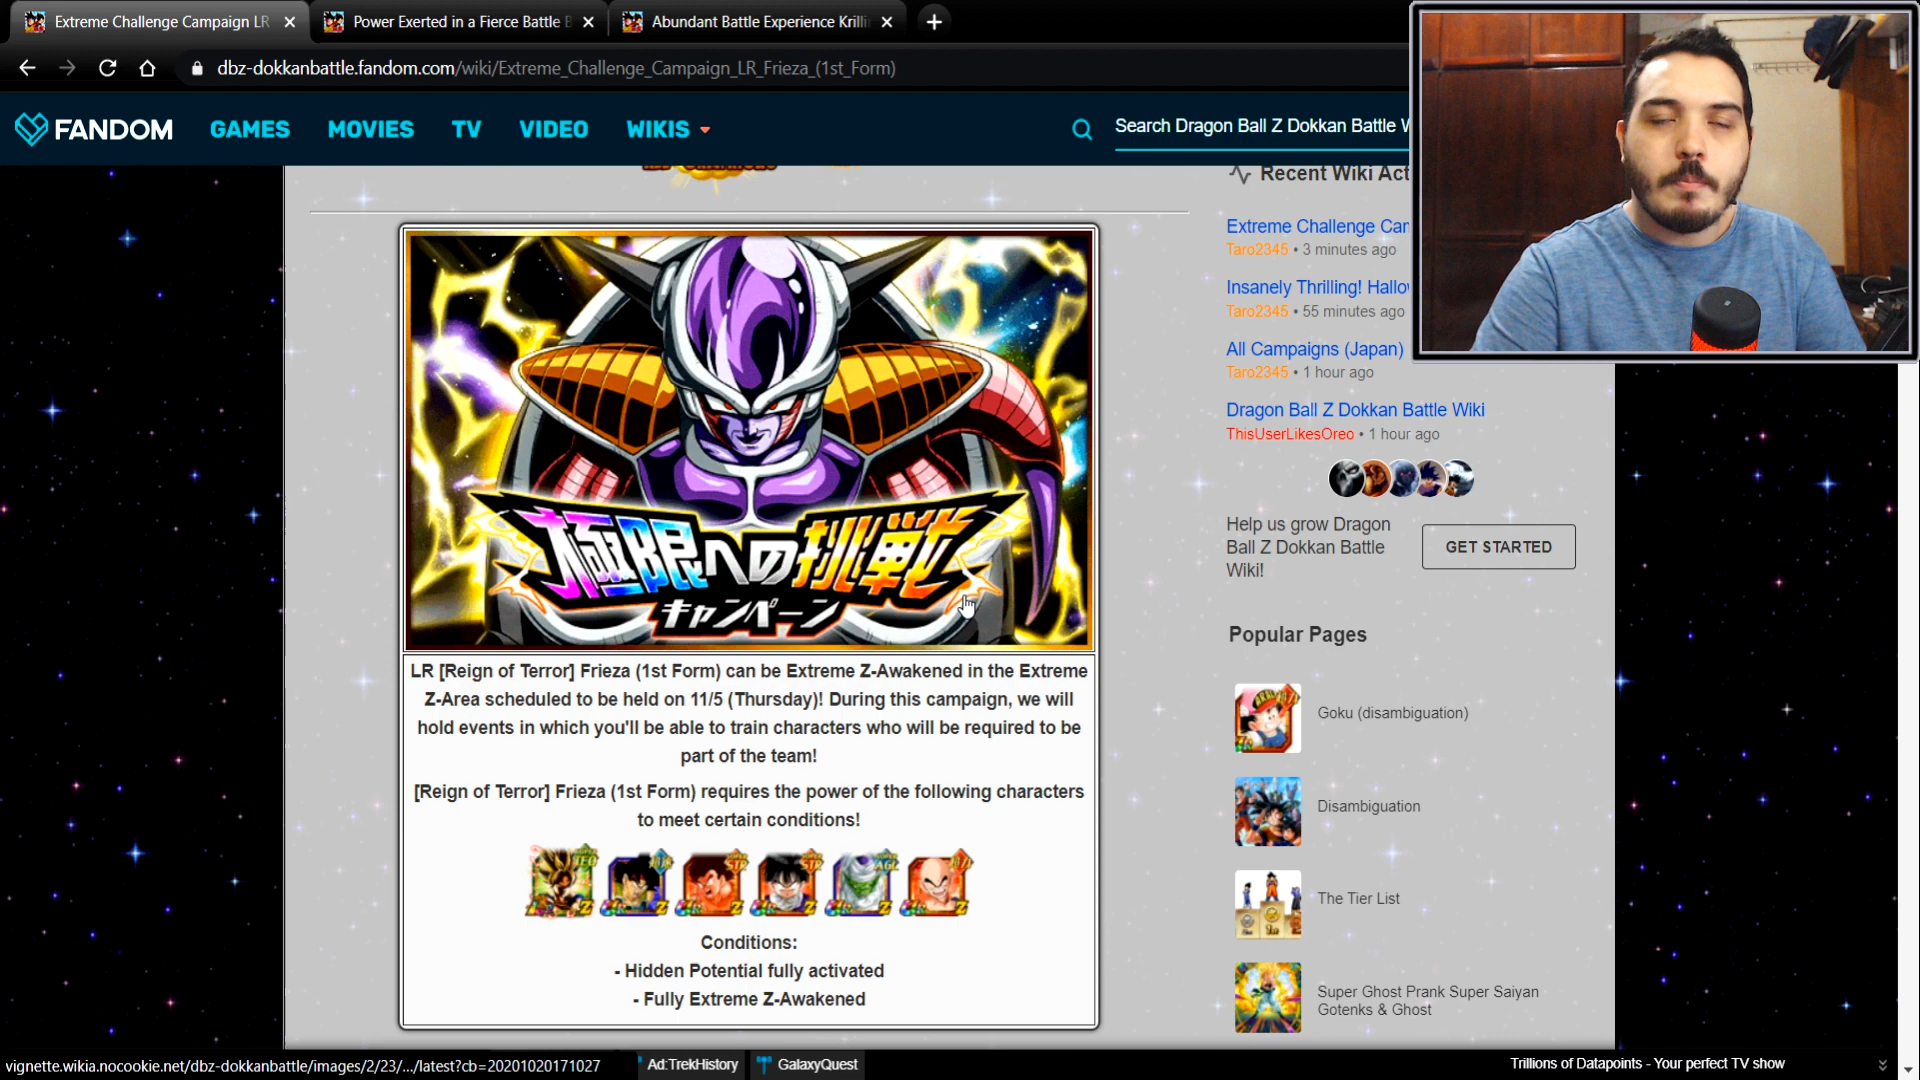 Extreme Challenge Campaign LR
Power Exerted in a Fierce Battle B
Abundant Battle Experience Krilli
dbz-dokkanbattle.fandom.com/wiki/Extreme_Challenge_Campaign_LR_Frieza_(1st_Form)
FANDOM
GAMES
MOVIES
TV
VIDEO
WIKIS
Search Dragon Ball Z Dokkan Battle W
Recent Wiki Act
Extreme Challenge Car
Taro2345 • 3 minutes ago
Insanely Thrilling! Hallo
Taro2345 • 55 minutes ago
All Campaigns (Japan)
Taro2345 • 1 hour ago
Dragon Ball Z Dokkan Battle Wiki
ThisUserLikesOreo • 1 hour ago
Help us grow Dragon
Ball Z Dokkan Battle
Wiki!
GET STARTED
Popular Pages
Goku (disambiguation)
Disambiguation
The Tier List
Super Ghost Prank Super Saiyan
Gotenks & Ghost
極限への挑戦
キャンペーン
LR [Reign of Terror] Frieza (1st Form) can be Extreme Z-Awakened in the Extreme
Z-Area scheduled to be held on 11/5 (Thursday)! During this campaign, we will
hold events in which you'll be able to train characters who will be required to be
part of the team!
[Reign of Terror] Frieza (1st Form) requires the power of the following characters
to meet certain conditions!
Conditions:
- Hidden Potential fully activated
- Fully Extreme Z-Awakened
vignette.wikia.nocookie.net/dbz-dokkanbattle/images/2/23/.../latest?cb=20201020171027
Ad:TrekHistory
GalaxyQuest
Trillions of Datapoints - Your perfect TV show